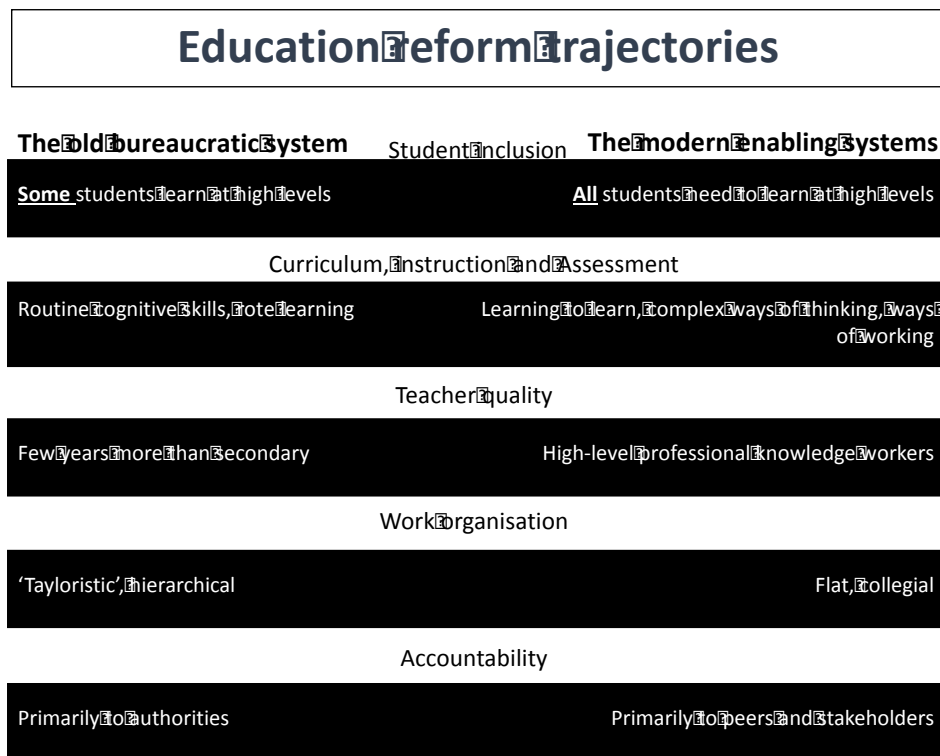 Education reform trajectories
The old bureaucratic system
Student inclusion
The modern enabling systems
Some students learn at high levels
All students need to learn at high levels
Curriculum, instruction and Assessment
Routine cognitive skills, rote learning
Learning to learn, complex ways of thinking, ways
of working
Teacher quality
Few years more than secondary
High-level professional knowledge workers
Work organisation
‘Tayloristic’, hierarchical
Flat, collegial
Accountability
Primarily to authorities
Primarily to peers and stakeholders